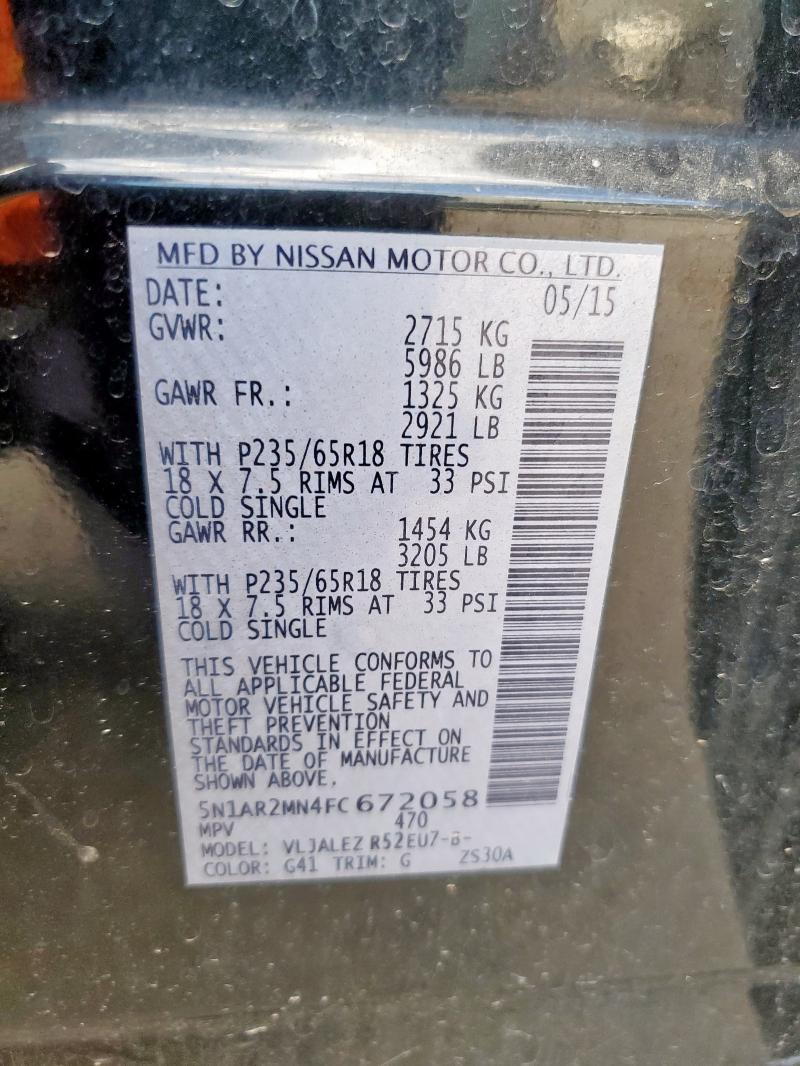 MFD BY NISSAN MOTOR CO., LTD.
DATE: 05/15
GVWR: 2715 KG
5986 LB
GAWR FR.: 1325 KG
2921 LB
WITH P235/65R18 TIRES
18 X 7.5 RIMS AT 33 PSI
COLD SINGLE
GAWR RR.: 1454 KG
3205 LB
WITH P235/65R18 TIRES
18 X 7.5 RIMS AT 33 PSI
COLD SINGLE
THIS VEHICLE CONFORMS TO
ALL APPLICABLE FEDERAL
MOTOR VEHICLE SAFETY AND
THEFT PREVENTION
STANDARDS IN EFFECT ON
THE DATE OF MANUFACTURE
SHOWN ABOVE.
5N1AR2MN4FC672058
MPV 470
MODEL: VLJALEZ R52EU7-B-
COLOR: G41 TRIM: G ZS30A